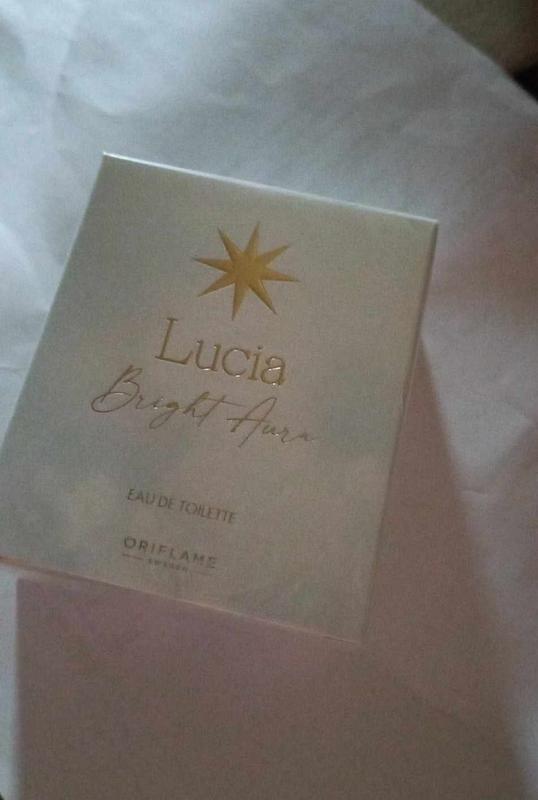 Lucia
Bright Aura
EAU DE TOILETTE
ORIFLAME
SWEDEN